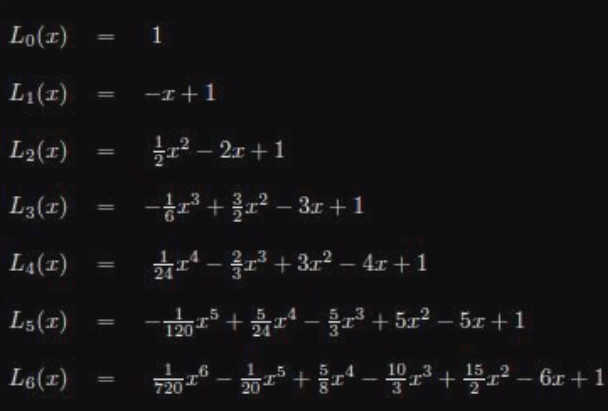 L₀(x) = 1
L₁(x) = −x + 1
L₂(x) = ½x² − 2x + 1
L₃(x) = −⅙x³ + 3/2x² − 3x + 1
L₄(x) = 1/24x⁴ − ⅔x³ + 3x² − 4x + 1
L₅(x) = −1/120x⁵ + 5/24x⁴ − 5/3x³ + 5x² − 5x + 1
L₆(x) = 1/720x⁶ − 1/20x⁵ + ⅝x⁴ − 10/3x³ + 15/2x² − 6x + 1